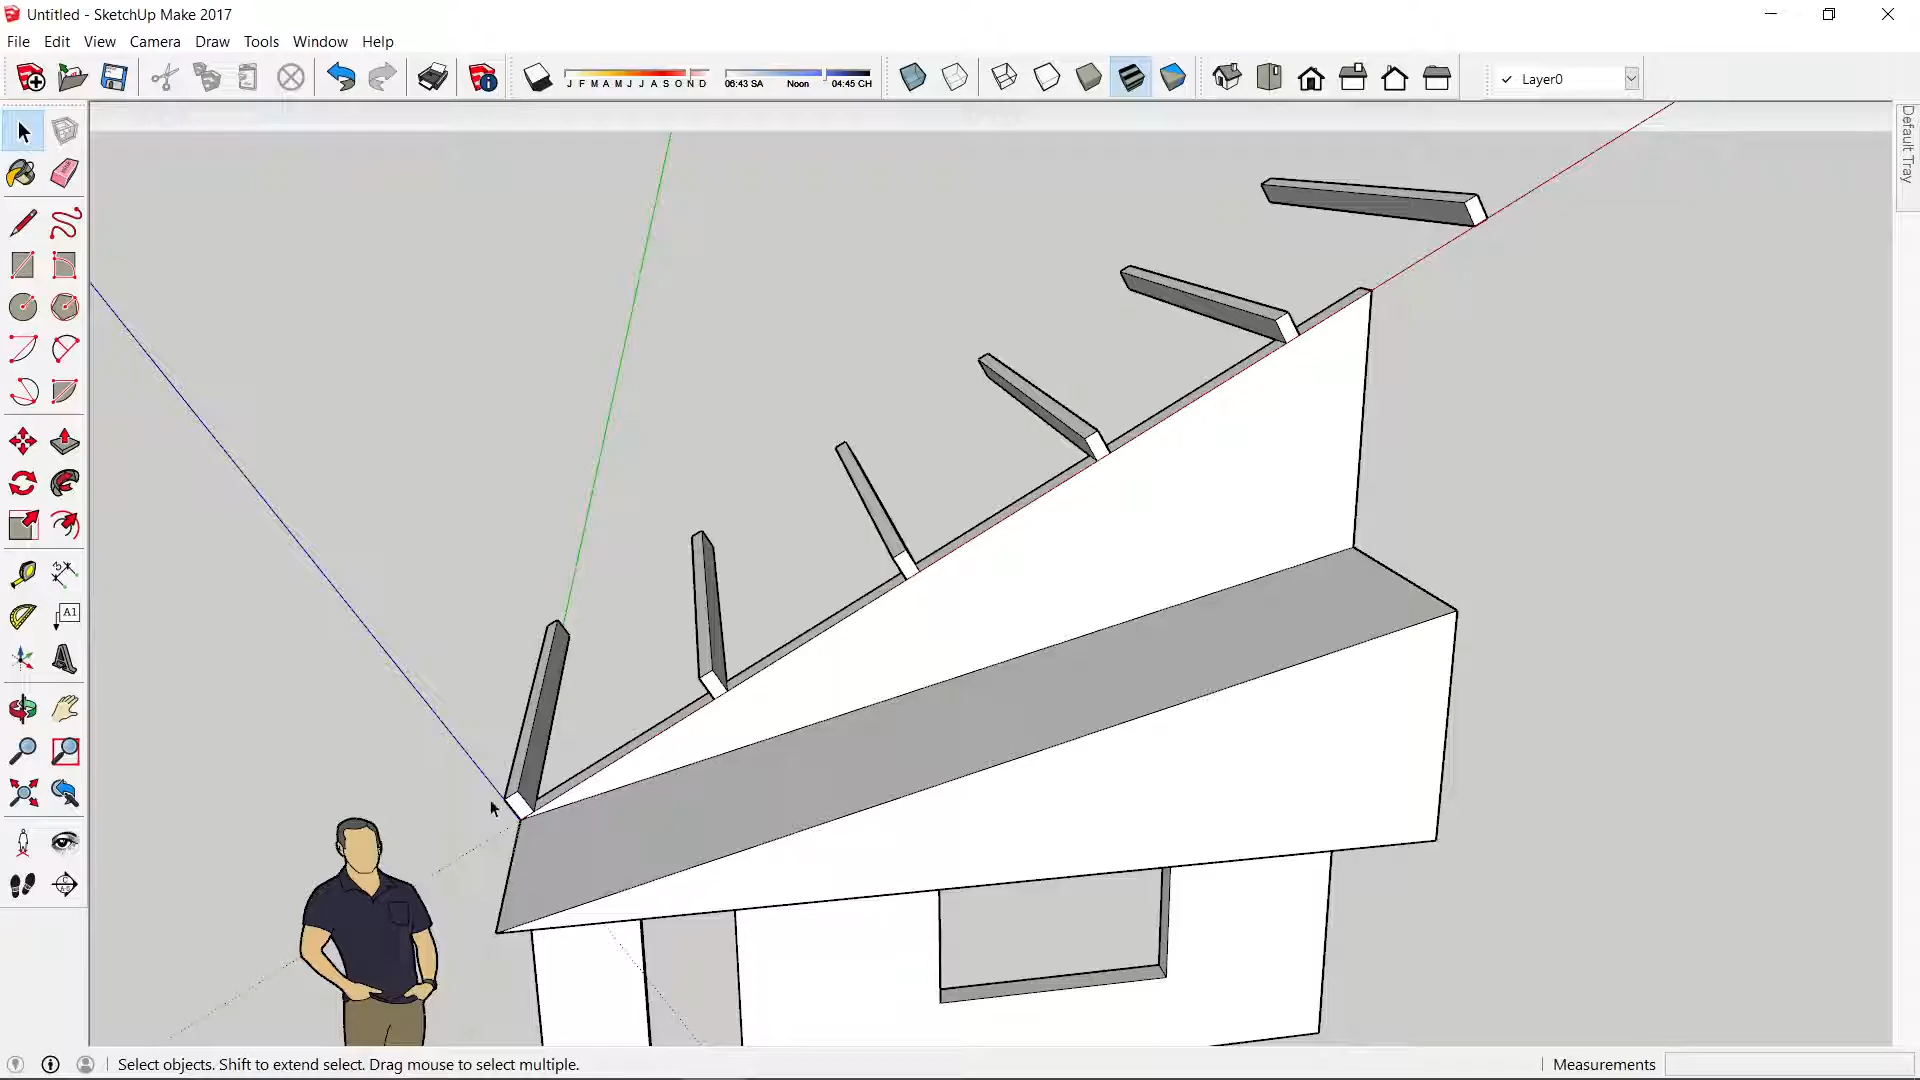 Untitled - SketchUp Make 2017
File Edit View Camera Draw Tools Window Help
J F M A M J J A S O N D
06:43 SA Noon 04:45 CH
Layer0
Default Tray
A1
Select objects. Shift to extend select. Drag mouse to select multiple.
Measurements